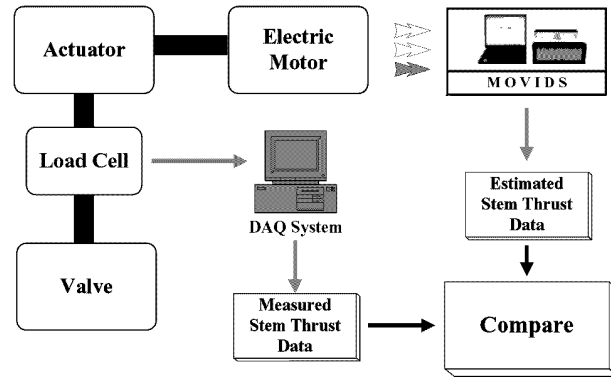 Actuator
Electric
Motor
M O V I D S
Load Cell
Estimated
Stem Thrust
Data
DAQ System
Valve
Measured
Stem Thrust
Data
Compare